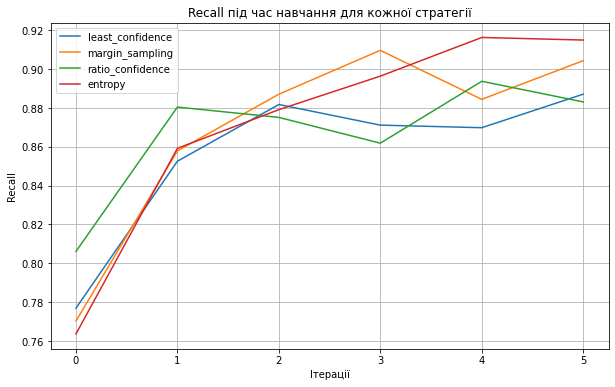 Recall під час навчання для кожної стратегії
least_confidence
margin_sampling
ratio_confidence
entropy
0.92
0.90
0.88
0.86
0.84
0.82
0.80
0.78
0.76
Recall
0 1 2 3 4 5
Ітерації